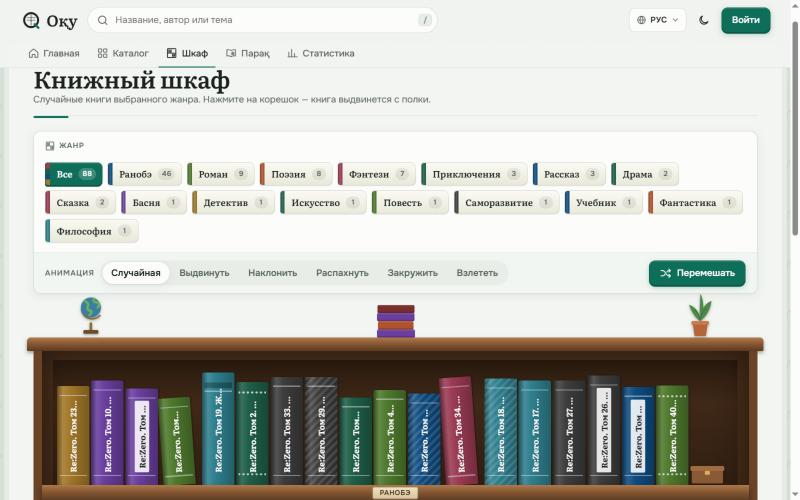 Оқу
Название, автор или тема
/
РУС
Войти
Главная
Каталог
Шкаф
Парақ
Статистика
Книжный шкаф
Случайные книги выбранного жанра. Нажмите на корешок — книга выдвинется с полки.
ЖАНР
Все 88
Ранобэ 46
Роман 9
Поэзия 8
Фэнтези 7
Приключения 3
Рассказ 3
Драма 2
Сказка 2
Басня 1
Детектив 1
Искусство 1
Повесть 1
Саморазвитие 1
Учебник 1
Фантастика 1
Философия 1
АНИМАЦИЯ
Случайная
Выдвинуть
Наклонить
Распахнуть
Закружить
Взлететь
Перемешать
Re:Zero. Том 23...
Re:Zero. Том 10. ...
Re:Zero. Том ...
Re:Zero. Том...
Re:Zero. Том 19. Ж...
Re:Zero. Том 2. ...
Re:Zero. Том 33. ...
Re:Zero. Том 29. ...
Re:Zero. Том ...
Re:Zero. Том 4...
Re:Zero. Том ...
Re:Zero. Том 34. ...
Re:Zero. Том 18. ...
Re:Zero. Том 17. ...
Re:Zero. Том 27. ...
Re:Zero. Том 26. ...
Re:Zero. Том ...
Re:Zero. Том 40...
РАНОБЭ